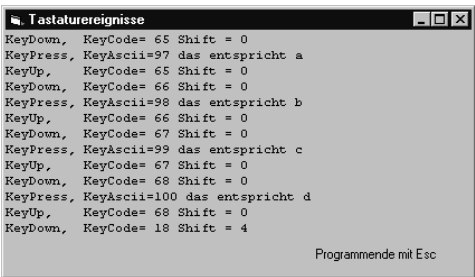 Tastaturereignisse
KeyDown, KeyCode= 65 Shift = 0
KeyPress, KeyAscii=97 das entspricht a
KeyUp, KeyCode= 65 Shift = 0
KeyDown, KeyCode= 66 Shift = 0
KeyPress, KeyAscii=98 das entspricht b
KeyUp, KeyCode= 66 Shift = 0
KeyDown, KeyCode= 67 Shift = 0
KeyPress, KeyAscii=99 das entspricht c
KeyUp, KeyCode= 67 Shift = 0
KeyDown, KeyCode= 68 Shift = 0
KeyPress, KeyAscii=100 das entspricht d
KeyUp, KeyCode= 68 Shift = 0
KeyDown, KeyCode= 18 Shift = 4
Programmende mit Esc